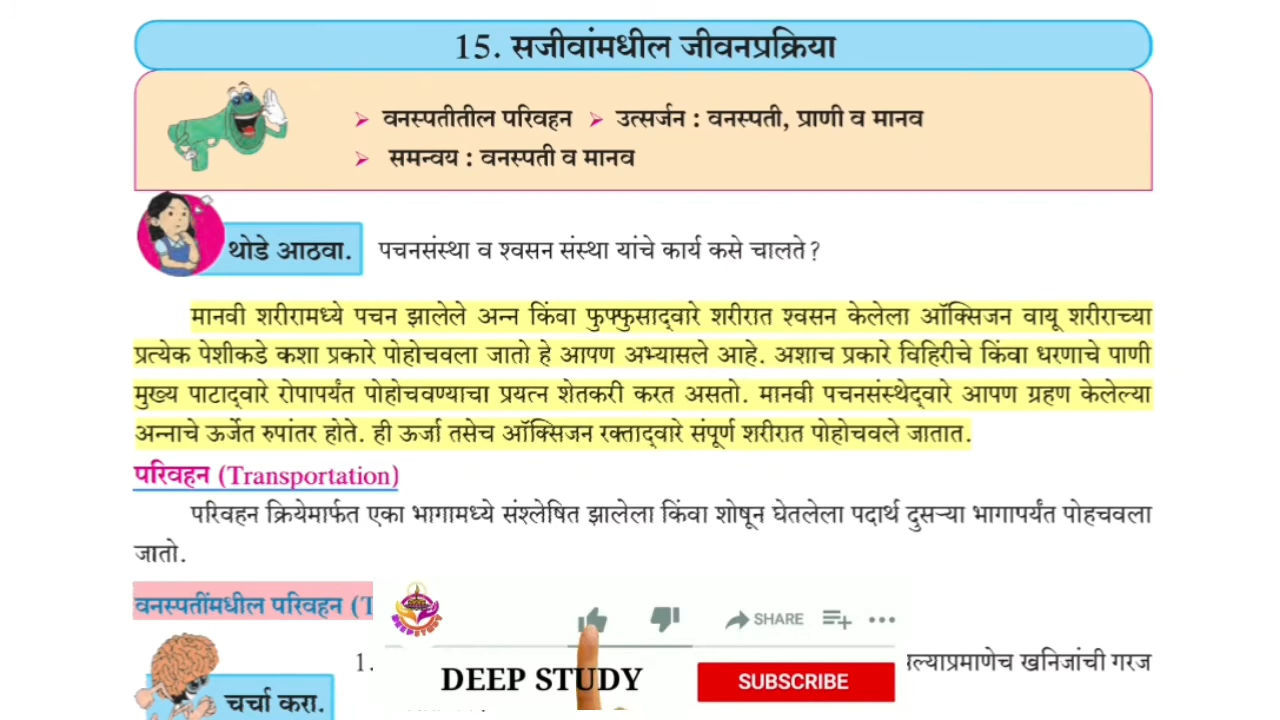 15. सजीवांमधील जीवनप्रक्रिया
➢ वनस्पतीतील परिवहन ➢ उत्सर्जन : वनस्पती, प्राणी व मानव
➢ समन्वय : वनस्पती व मानव
थोडे आठवा. पचनसंस्था व श्वसन संस्था यांचे कार्य कसे चालते?
मानवी शरीरामध्ये पचन झालेले अन्न किंवा फुफ्फुसाद्वारे शरीरात श्वसन केलेला ऑक्सिजन वायू शरीराच्या
प्रत्येक पेशीकडे कशा प्रकारे पोहोचवला जातो हे आपण अभ्यासले आहे. अशाच प्रकारे विहिरीचे किंवा धरणाचे पाणी
मुख्य पाटाद्वारे रोपापर्यंत पोहोचवण्याचा प्रयत्न शेतकरी करत असतो. मानवी पचनसंस्थेद्वारे आपण ग्रहण केलेल्या
अन्नाचे ऊर्जेत रुपांतर होते. ही ऊर्जा तसेच ऑक्सिजन रक्ताद्वारे संपूर्ण शरीरात पोहोचवले जातात.
परिवहन (Transportation)
परिवहन क्रियेमार्फत एका भागामध्ये संश्लेषित झालेला किंवा शोषून घेतलेला पदार्थ दुसऱ्या भागापर्यंत पोहचवला
जातो.
वनस्पतींमधील परिवहन (T
SHARE
1. ल्याप्रमाणेच खनिजांची गरज
DEEP STUDY SUBSCRIBE
चर्चा करा.